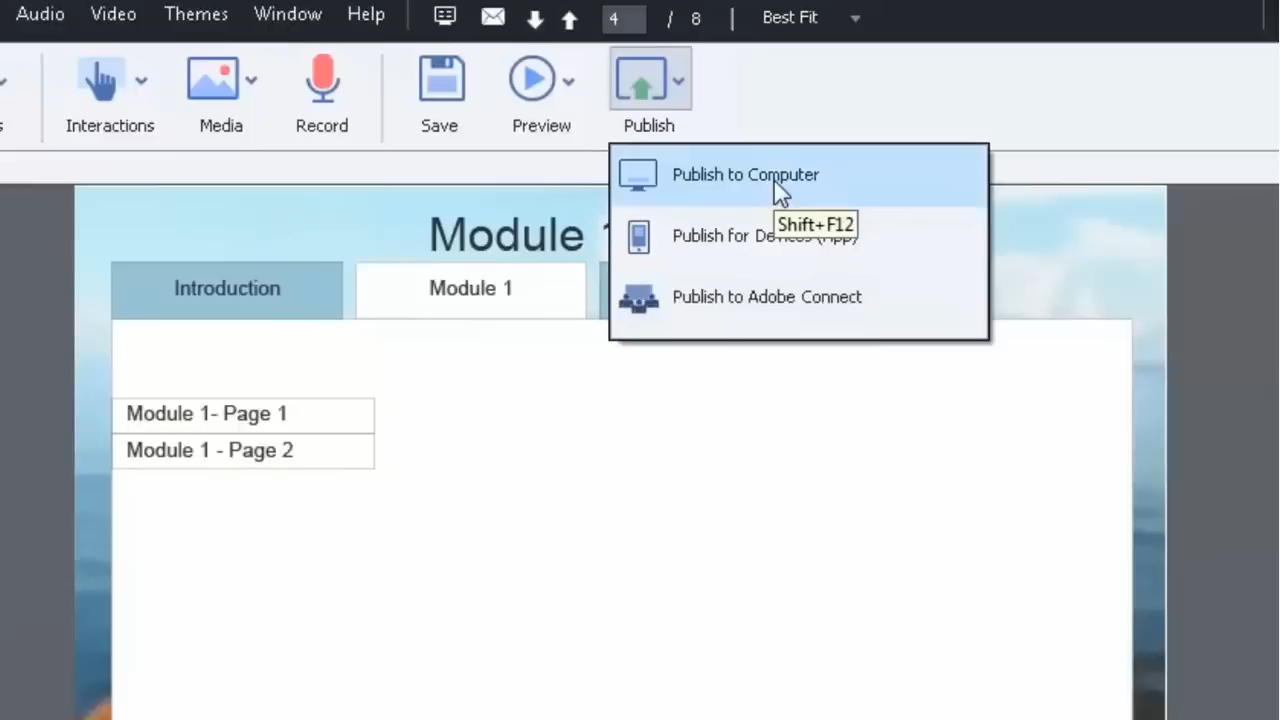 Audio Video Themes Window Help 4 / 8 Best Fit
Interactions Media Record Save Preview Publish
Publish to Computer
Shift+F12
Publish for (App)
Publish to Adobe Connect
Module
Introduction Module 1
Module 1- Page 1
Module 1 - Page 2